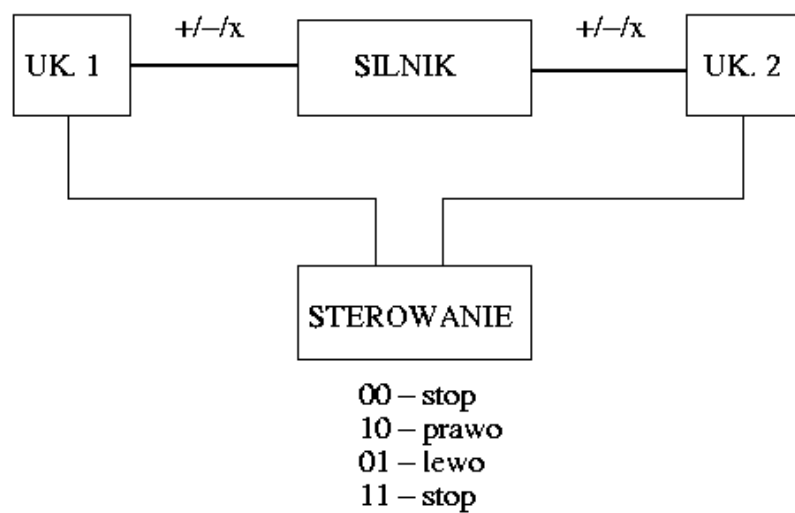 +/–/x
+/–/x
UK. 1
SILNIK
UK. 2
STEROWANIE
00 – stop
10 – prawo
01 – lewo
11 – stop